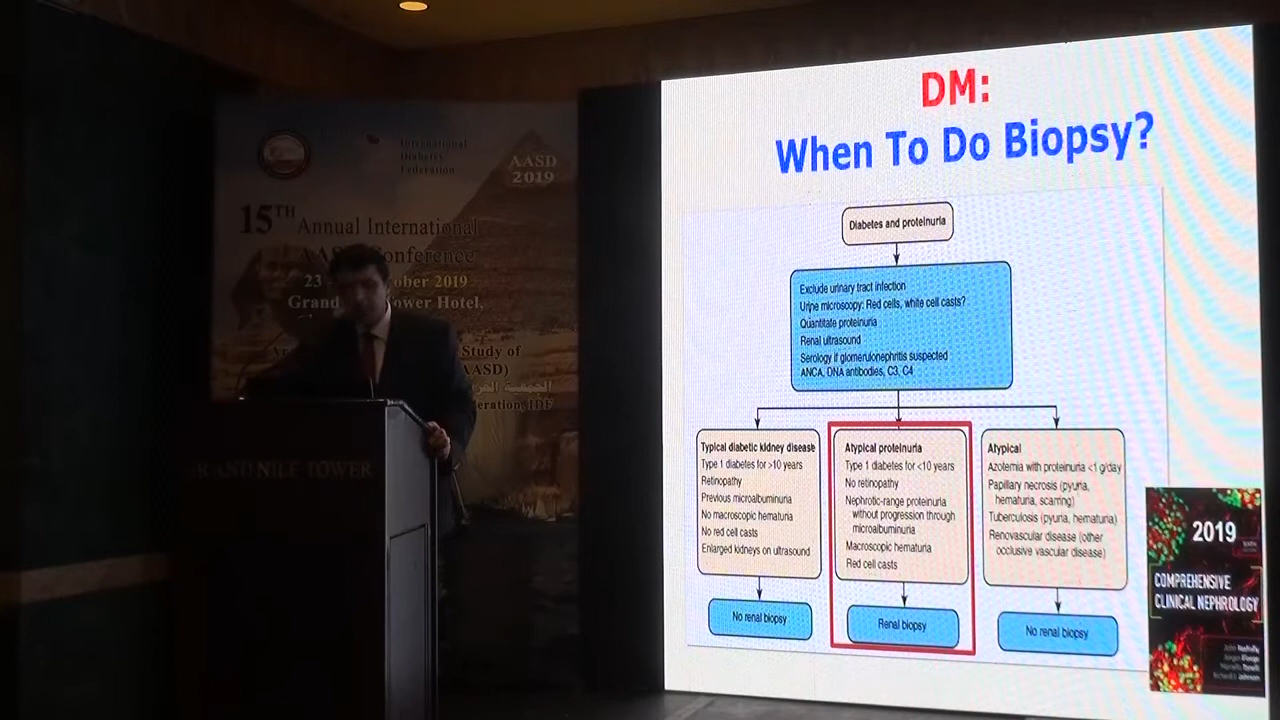 International
Diabetes
Federation
AASD
2019
15TH Annual International
Conference
23 ober 2019
Grand Tower Hotel,
Study of
ASD)
eration, IDF
GRAND NILE TOWER
DM:
When To Do Biopsy?
Diabetes and proteinuria
Exclude urinary tract infection
Urine microscopy: Red cells, white cell casts?
Quantitate proteinuria
Renal ultrasound
Serology if glomerulonephritis suspected
ANCA, DNA antibodies, C3, C4
Typical diabetic kidney disease
Type 1 diabetes for >10 years
Retinopathy
Previous microalbuminuria
No macroscopic hematuria
No red cell casts
Enlarged kidneys on ultrasound
No renal biopsy
Atypical proteinuria
Type 1 diabetes for <10 years
No retinopathy
Nephrotic-range proteinuria
without progression through
microalbuminuria
Macroscopic hematuria
Red cell casts
Renal biopsy
Atypical
Azotemia with proteinuria <1 g/day
Papillary necrosis (pyuria,
hematuria, scarring)
Tuberculosis (pyuria, hematuria)
Renovascular disease (other
occlusive vascular disease)
No renal biopsy
2019
COMPREHENSIVE
CLINICAL NEPHROLOGY